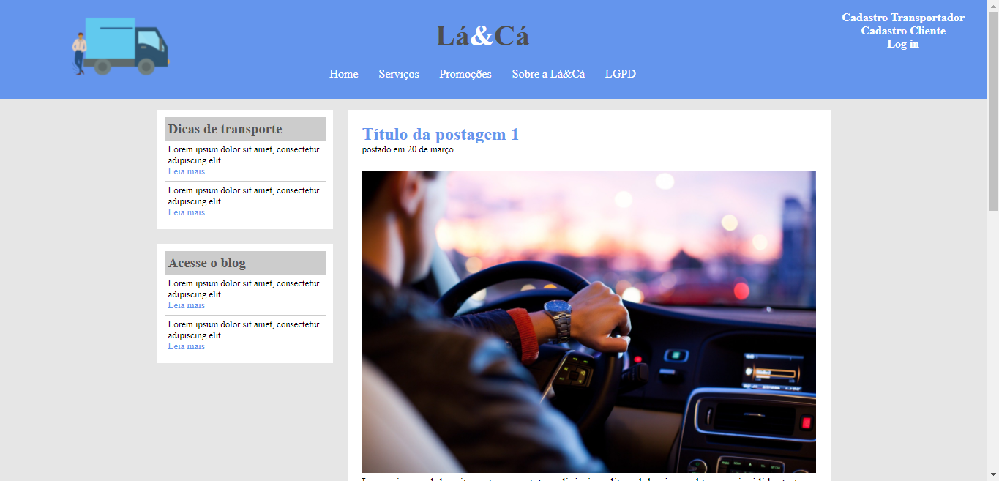 Lá&Cá
Cadastro Transportador
Cadastro Cliente
Log in
Home Serviços Promoções Sobre a Lá&Cá LGPD
Dicas de transporte
Lorem ipsum dolor sit amet, consectetur
adipiscing elit.
Leia mais
Lorem ipsum dolor sit amet, consectetur
adipiscing elit.
Leia mais
Acesse o blog
Lorem ipsum dolor sit amet, consectetur
adipiscing elit.
Leia mais
Lorem ipsum dolor sit amet, consectetur
adipiscing elit.
Leia mais
Título da postagem 1
postado em 20 de março